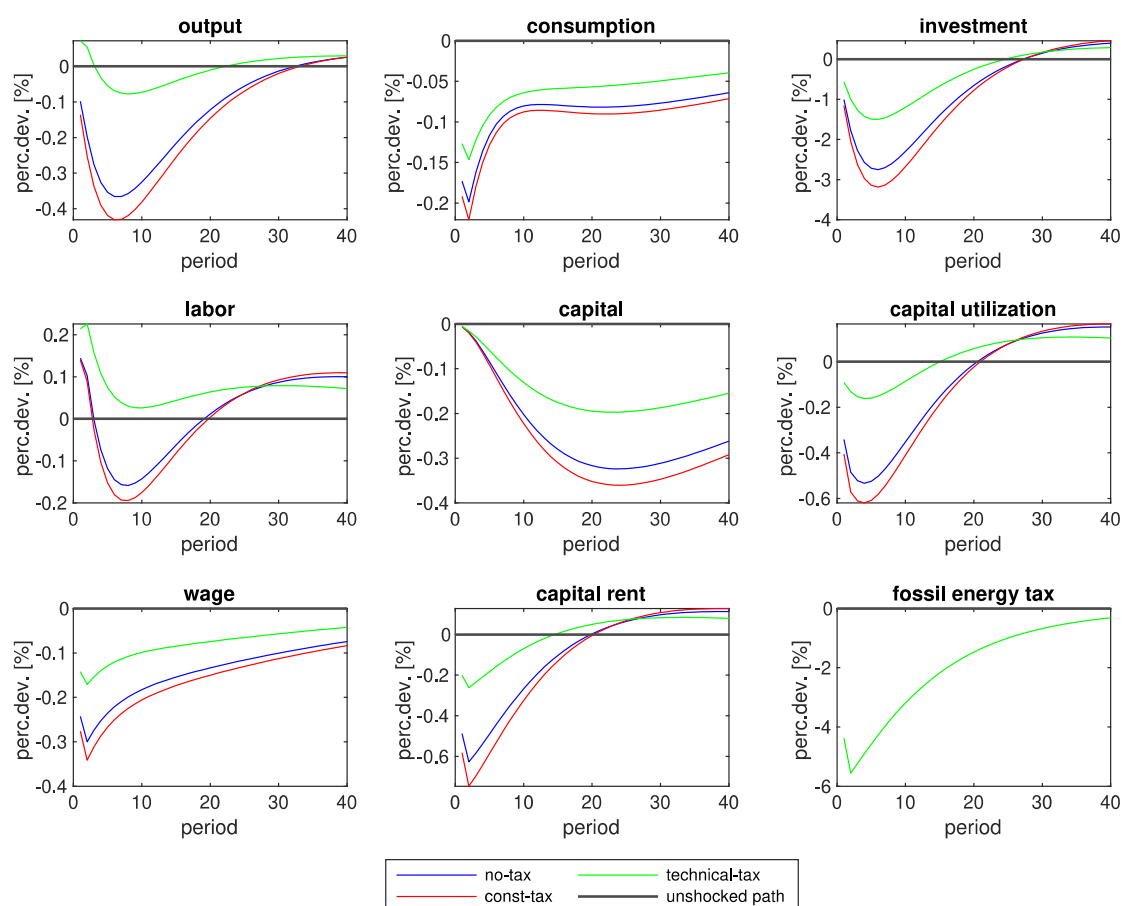 output
consumption
investment
perc.dev. [%]
0
-0.1
-0.2
-0.3
-0.4
0 10 20 30 40
period
perc.dev. [%]
0
-0.05
-0.1
-0.15
-0.2
0 10 20 30 40
period
perc.dev. [%]
0
-1
-2
-3
-4
0 10 20 30 40
period
labor
capital
capital utilization
perc.dev. [%]
0.2
0.1
0
-0.1
-0.2
0 10 20 30 40
period
perc.dev. [%]
0
-0.1
-0.2
-0.3
-0.4
0 10 20 30 40
period
perc.dev. [%]
0
-0.2
-0.4
-0.6
0 10 20 30 40
period
wage
capital rent
fossil energy tax
perc.dev. [%]
0
-0.1
-0.2
-0.3
-0.4
0 10 20 30 40
period
perc.dev. [%]
0
-0.2
-0.4
-0.6
0 10 20 30 40
period
perc.dev. [%]
0
-2
-4
-6
0 10 20 30 40
period
no-tax
technical-tax
const-tax
unshocked path